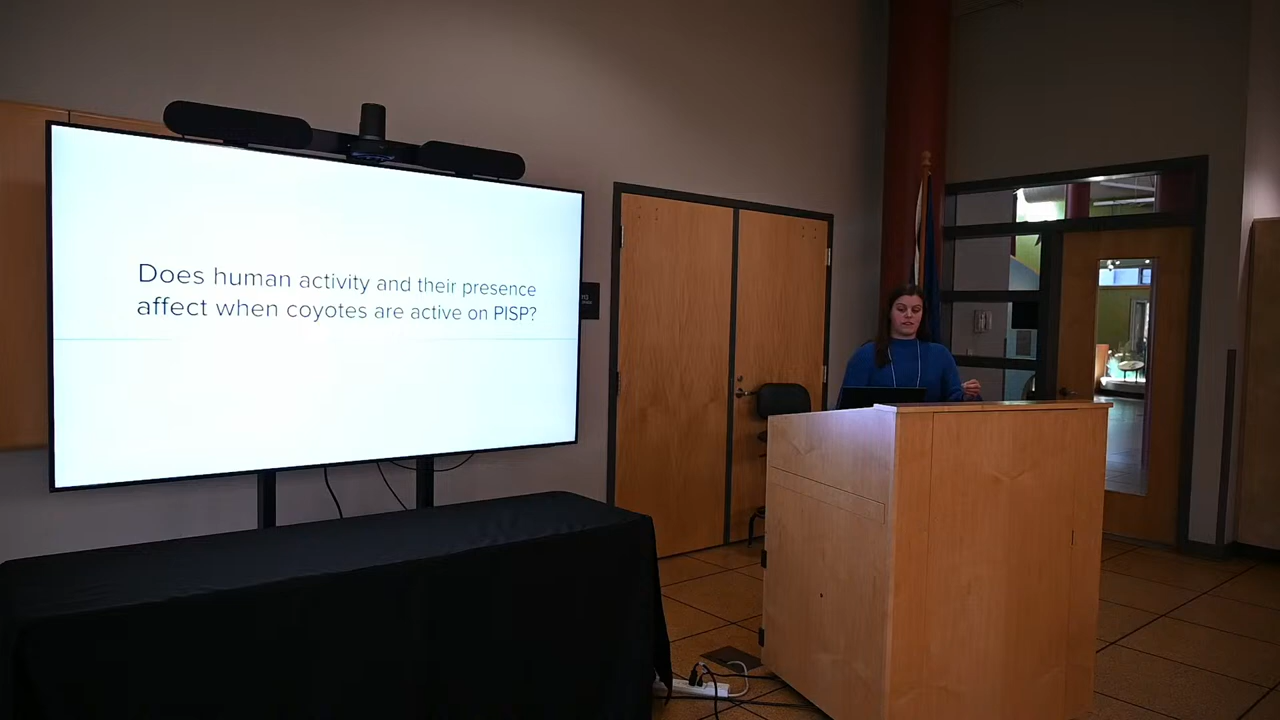 Does human activity and their presence
affect when coyotes are active on PISP?